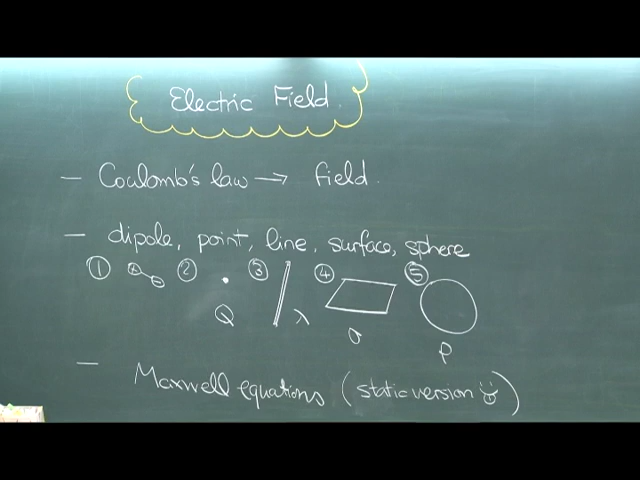 Electric Field.
– Coulomb's law → field.
– dipole, point, line, surface, sphere
① + - ② ③ ④ ⑤
Q λ σ ρ
– Maxwell equations (static version)